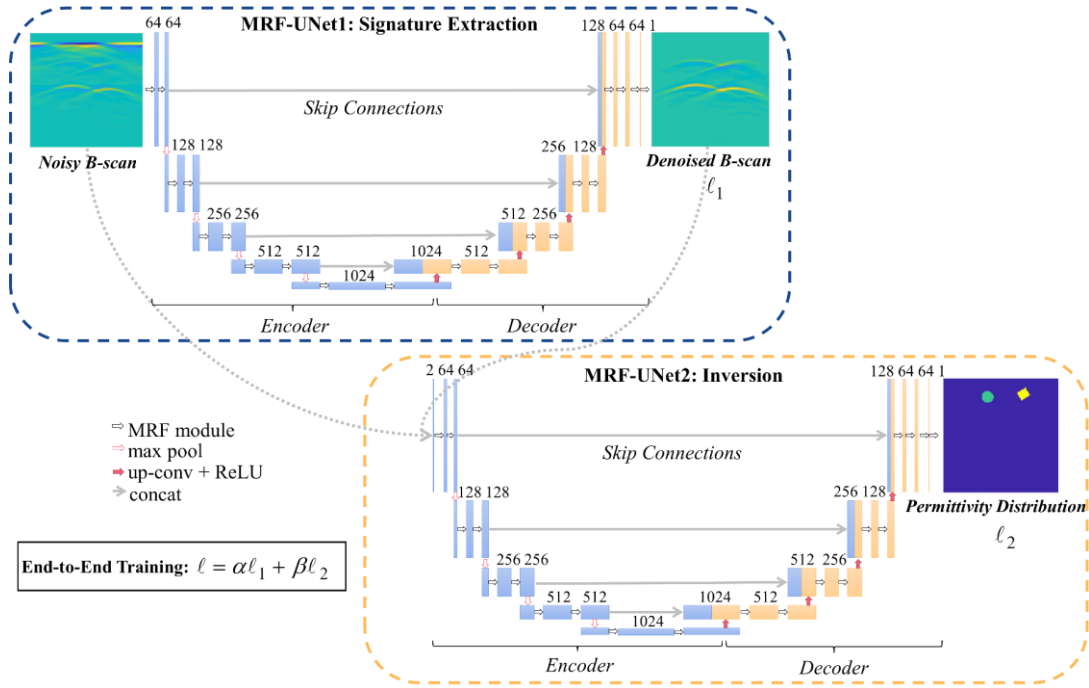 MRF-UNet1: Signature Extraction
64 64
128 64 64 1
Skip Connections
Noisy B-scan
Denoised B-scan
ℓ1
128 128
256 128
256 256
512 256
512 512
1024 512
1024
Encoder
Decoder
MRF-UNet2: Inversion
2 64 64
128 64 64 1
MRF module
max pool
up-conv + ReLU
concat
Skip Connections
Permittivity Distribution
ℓ2
128 128
256 128
End-to-End Training: ℓ = αℓ1 + βℓ2
256 256
512 256
512 512
1024 512
1024
Encoder
Decoder